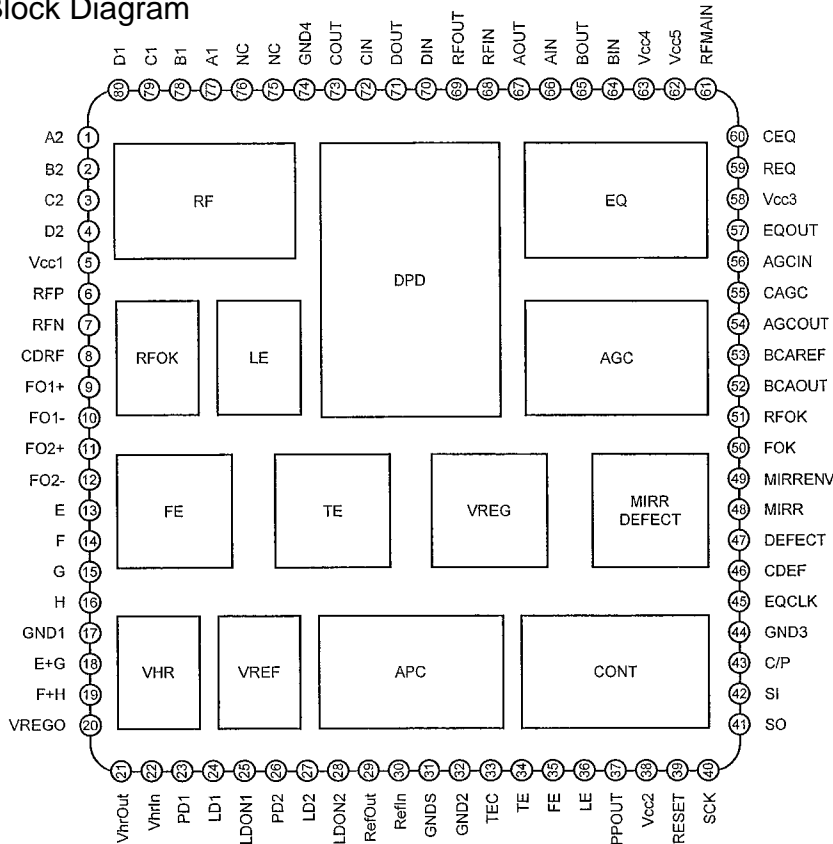 Block Diagram
D1
C1
B1
A1
NC
NC
GND4
COUT
CIN
DOUT
DIN
RFOUT
RFIN
AOUT
AIN
BOUT
BIN
Vcc4
Vcc5
RFMAIN
80
79
78
77
76
75
74
73
72
71
70
69
68
67
66
65
64
63
62
61
A2 1
B2 2
C2 3
D2 4
Vcc1 5
RFP 6
RFN 7
CDRF 8
FO1+ 9
FO1- 10
FO2+ 11
FO2- 12
E 13
F 14
G 15
H 16
GND1 17
E+G 18
F+H 19
VREGO 20
RF
DPD
EQ
RFOK
LE
AGC
FE
TE
VREG
MIRR
DEFECT
VHR
VREF
APC
CONT
60 CEQ
59 REQ
58 Vcc3
57 EQOUT
56 AGCIN
55 CAGC
54 AGCOUT
53 BCAREF
52 BCAOUT
51 RFOK
50 FOK
49 MIRRENV
48 MIRR
47 DEFECT
46 CDEF
45 EQCLK
44 GND3
43 C/P
42 SI
41 SO
21
22
23
24
25
26
27
28
29
30
31
32
33
34
35
36
37
38
39
40
VhrOut
VhrIn
PD1
LD1
LDON1
PD2
LD2
LDON2
RefOut
RefIn
GNDS
GND2
TEC
TE
FE
LE
PPOUT
Vcc2
RESET
SCK